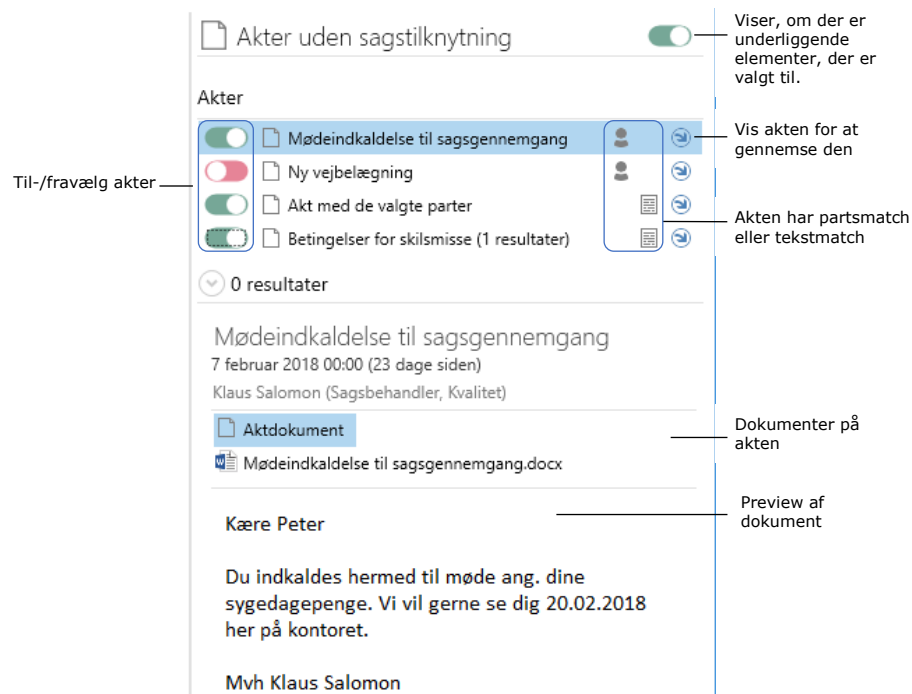 Akter uden sagstilknytning
Viser, om der er
underliggende
elementer, der er
valgt til.
Akter
Mødeindkaldelse til sagsgennemgang
Vis akten for at
gennemse den
Ny vejbelægning
Til-/fravælg akter
Akt med de valgte parter
Akten har partsmatch
eller tekstmatch
Betingelser for skilsmisse (1 resultater)
0 resultater
Mødeindkaldelse til sagsgennemgang
7 februar 2018 00:00 (23 dage siden)
Klaus Salomon (Sagsbehandler, Kvalitet)
Aktdokument
Dokumenter på
akten
Mødeindkaldelse til sagsgennemgang.docx
Preview af
dokument
Kære Peter
Du indkaldes hermed til møde ang. dine
sygedagepenge. Vi vil gerne se dig 20.02.2018
her på kontoret.
Mvh Klaus Salomon